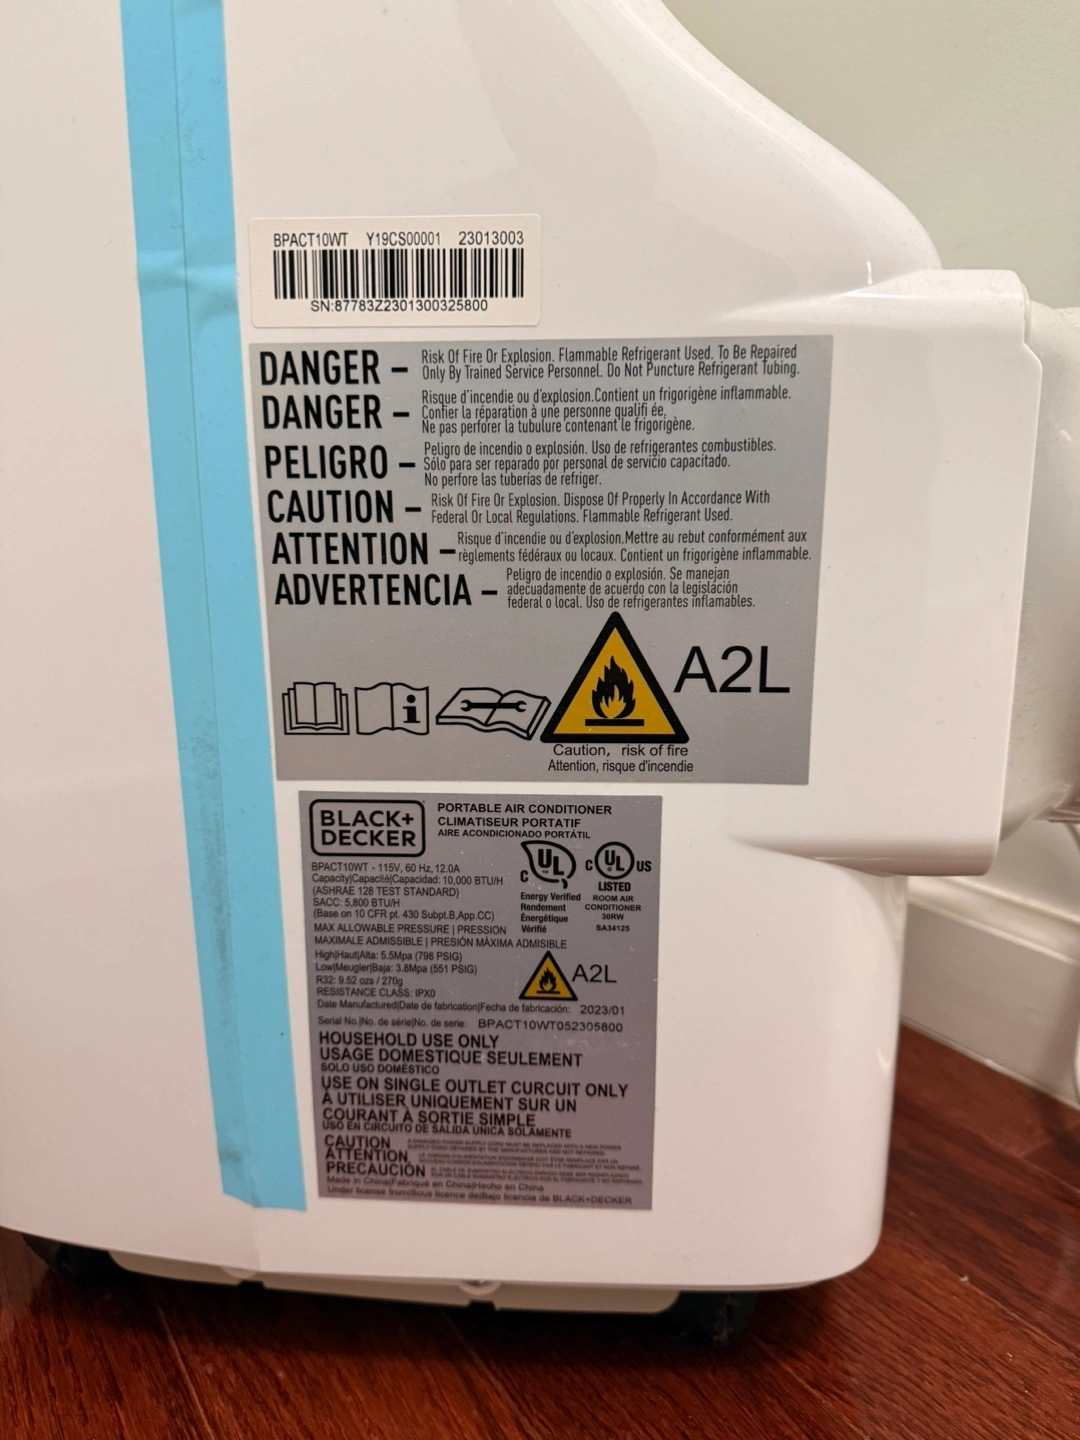 BPACT10WT Y19CS00001 23013003
SN:87783Z2301300325800
DANGER – Risk Of Fire Or Explosion. Flammable Refrigerant Used. To Be Repaired
Only By Trained Service Personnel. Do Not Puncture Refrigerant Tubing.
DANGER – Risque d'incendie ou d'explosion.Contient un frigorigène inflammable.
Confier la réparation à une personne qualifi ée,
Ne pas perforer la tubulure contenant le frigorigène.
PELIGRO – Peligro de incendio o explosión. Uso de refrigerantes combustibles.
Sólo para ser reparado por personal de servicio capacitado.
No perfore las tuberias de refriger.
CAUTION – Risk Of Fire Or Explosion. Dispose Of Properly In Accordance With
Federal Or Local Regulations. Flammable Refrigerant Used.
ATTENTION – Risque d'incendie ou d'explosion.Mettre au rebut conformément aux
règlements fédéraux ou locaux. Contient un frigorigène inflammable.
ADVERTENCIA – Peligro de incendio o explosión. Se manejan
adecuadamente de acuerdo con la legislación
federal o local. Uso de refrigerantes inflamables.
A2L
Caution, risk of fire
Attention, risque d'incendie
BLACK+
DECKER
PORTABLE AIR CONDITIONER
CLIMATISEUR PORTATIF
AIRE ACONDICIONADO PORTÁTIL
BPACT10WT - 115V, 60 Hz, 12.0A
Capacity|Capacité|Capacidad: 10,000 BTU/H
(ASHRAE 128 TEST STANDARD)
SACC: 5,800 BTU/H
(Base on 10 CFR pt. 430 Subpt.B,App.CC)
C UL
Energy Verified
Rendement
Énergétique
Vérifié
C UL US
LISTED
ROOM AIR
CONDITIONER
30RW
SA34125
MAX ALLOWABLE PRESSURE | PRESSION
MAXIMALE ADMISSIBLE | PRESIÓN MÁXIMA ADMISIBLE
High|Haut|Alta: 5.5Mpa (798 PSIG)
Low|Meugler|Baja: 3.8Mpa (551 PSIG)
R32: 9.52 ozs / 270g
RESISTANCE CLASS: IPX0
A2L
Date Manufactured|Date de fabrication|Fecha de fabricación: 2023/01
Serial No.|No. de série|No. de serie: BPACT10WT052305800
HOUSEHOLD USE ONLY
USAGE DOMESTIQUE SEULEMENT
SOLO USO DOMÉSTICO
USE ON SINGLE OUTLET CURCUIT ONLY
À UTILISER UNIQUEMENT SUR UN
COURANT À SORTIE SIMPLE
USO EN CIRCUITO DE SALIDA ÚNICA SOLAMENTE
CAUTION
ATTENTION
PRECAUCIÓN
Made in China|Fabriqué en China|Hecho en China
Under license from|Sous licence de|Bajo licencia de BLACK+DECKER